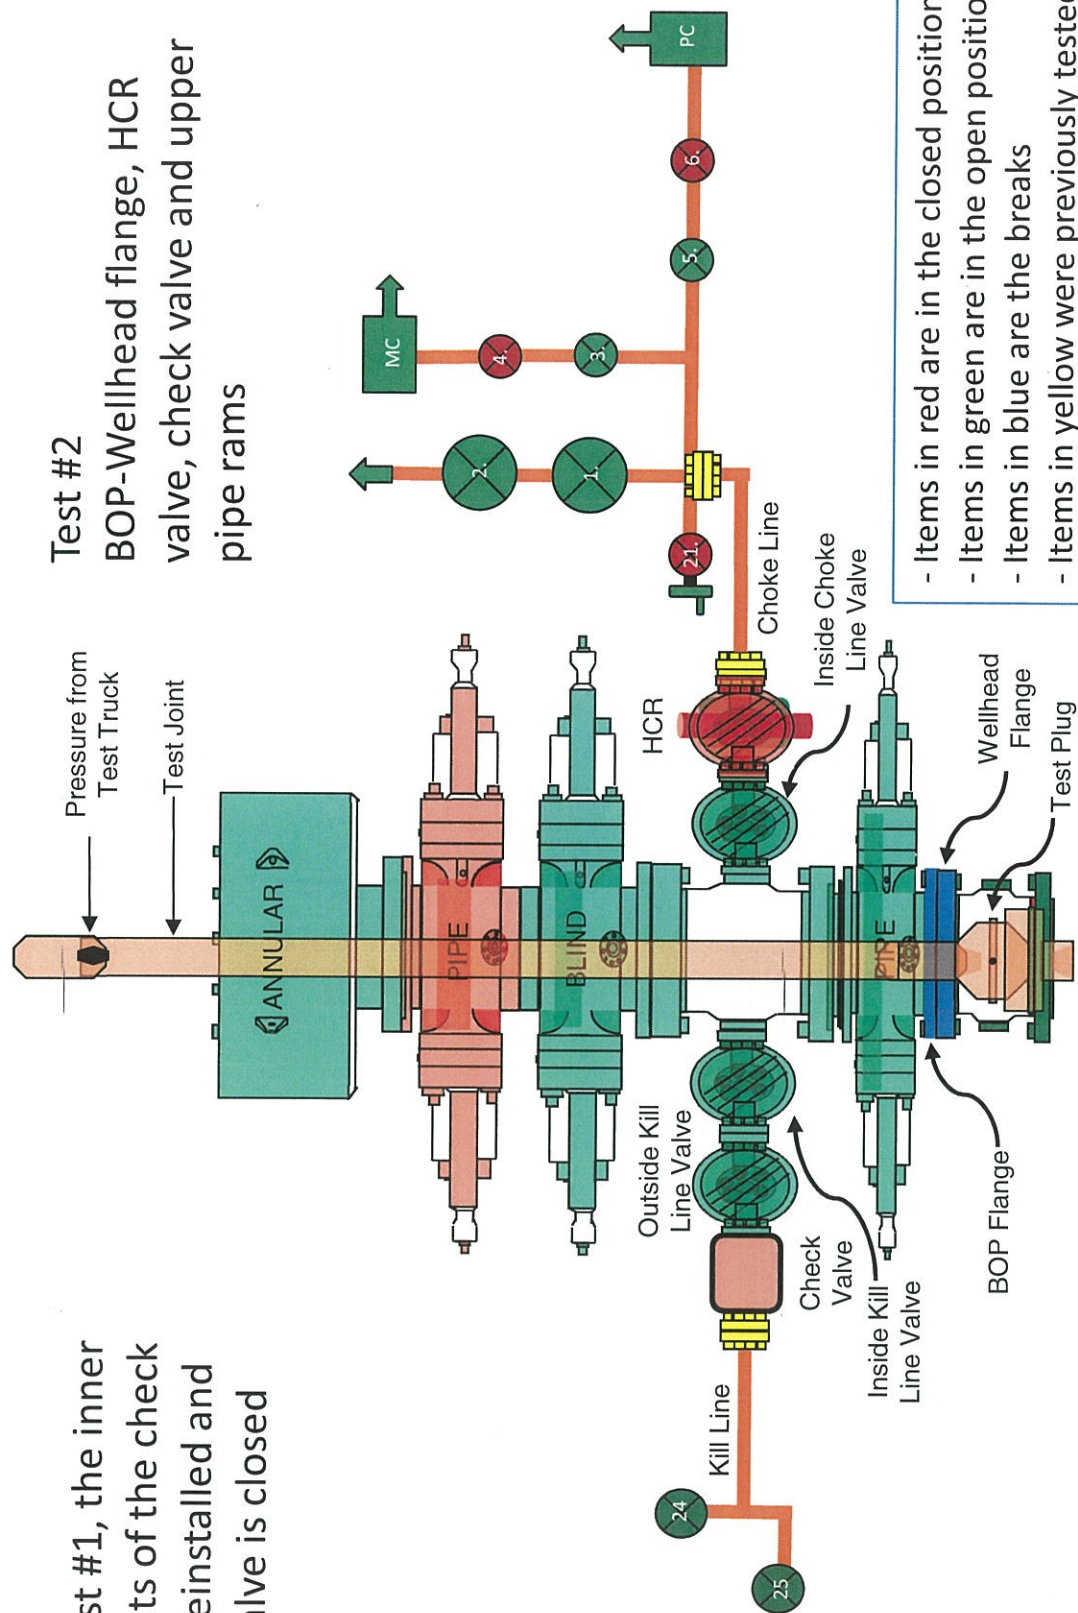 st #1, the inner
ts of the check
einstalled and
alve is closed
Test #2
BOP-Wellhead flange, HCR
valve, check valve and upper
pipe rams
Pressure from
Test Truck
Test Joint
ANNULAR
PIPE
BLIND
PIPE
Outside Kill
Line Valve
Kill Line
24
25
Check
Valve
Inside Kill
Line Valve
BOP Flange
HCR
Choke Line
Inside Choke
Line Valve
Wellhead
Flange
Test Plug
MC
PC
1.
2.
3.
4.
5.
6.
21.
- Items in red are in the closed position
- Items in green are in the open positio
- Items in blue are the breaks
- Items in yellow were previously tested